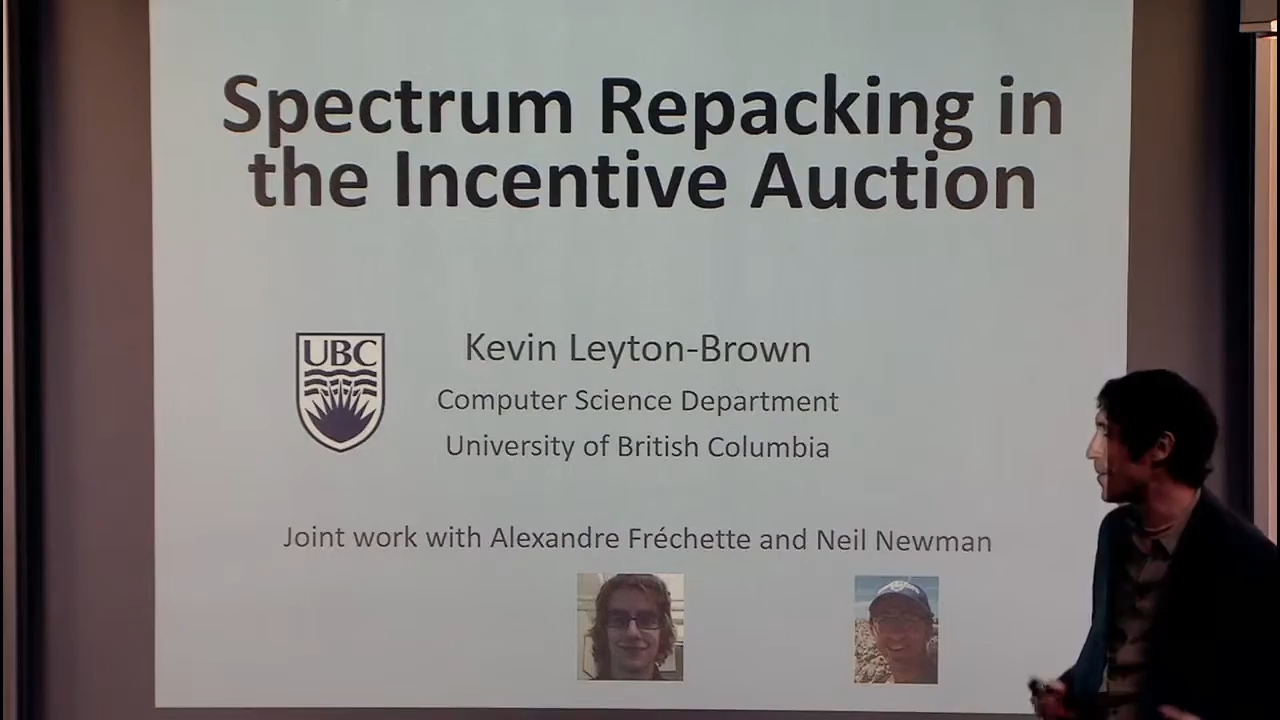 Spectrum Repacking in
the Incentive Auction
UBC
Kevin Leyton-Brown
Computer Science Department
University of British Columbia
Joint work with Alexandre Fréchette and Neil Newman